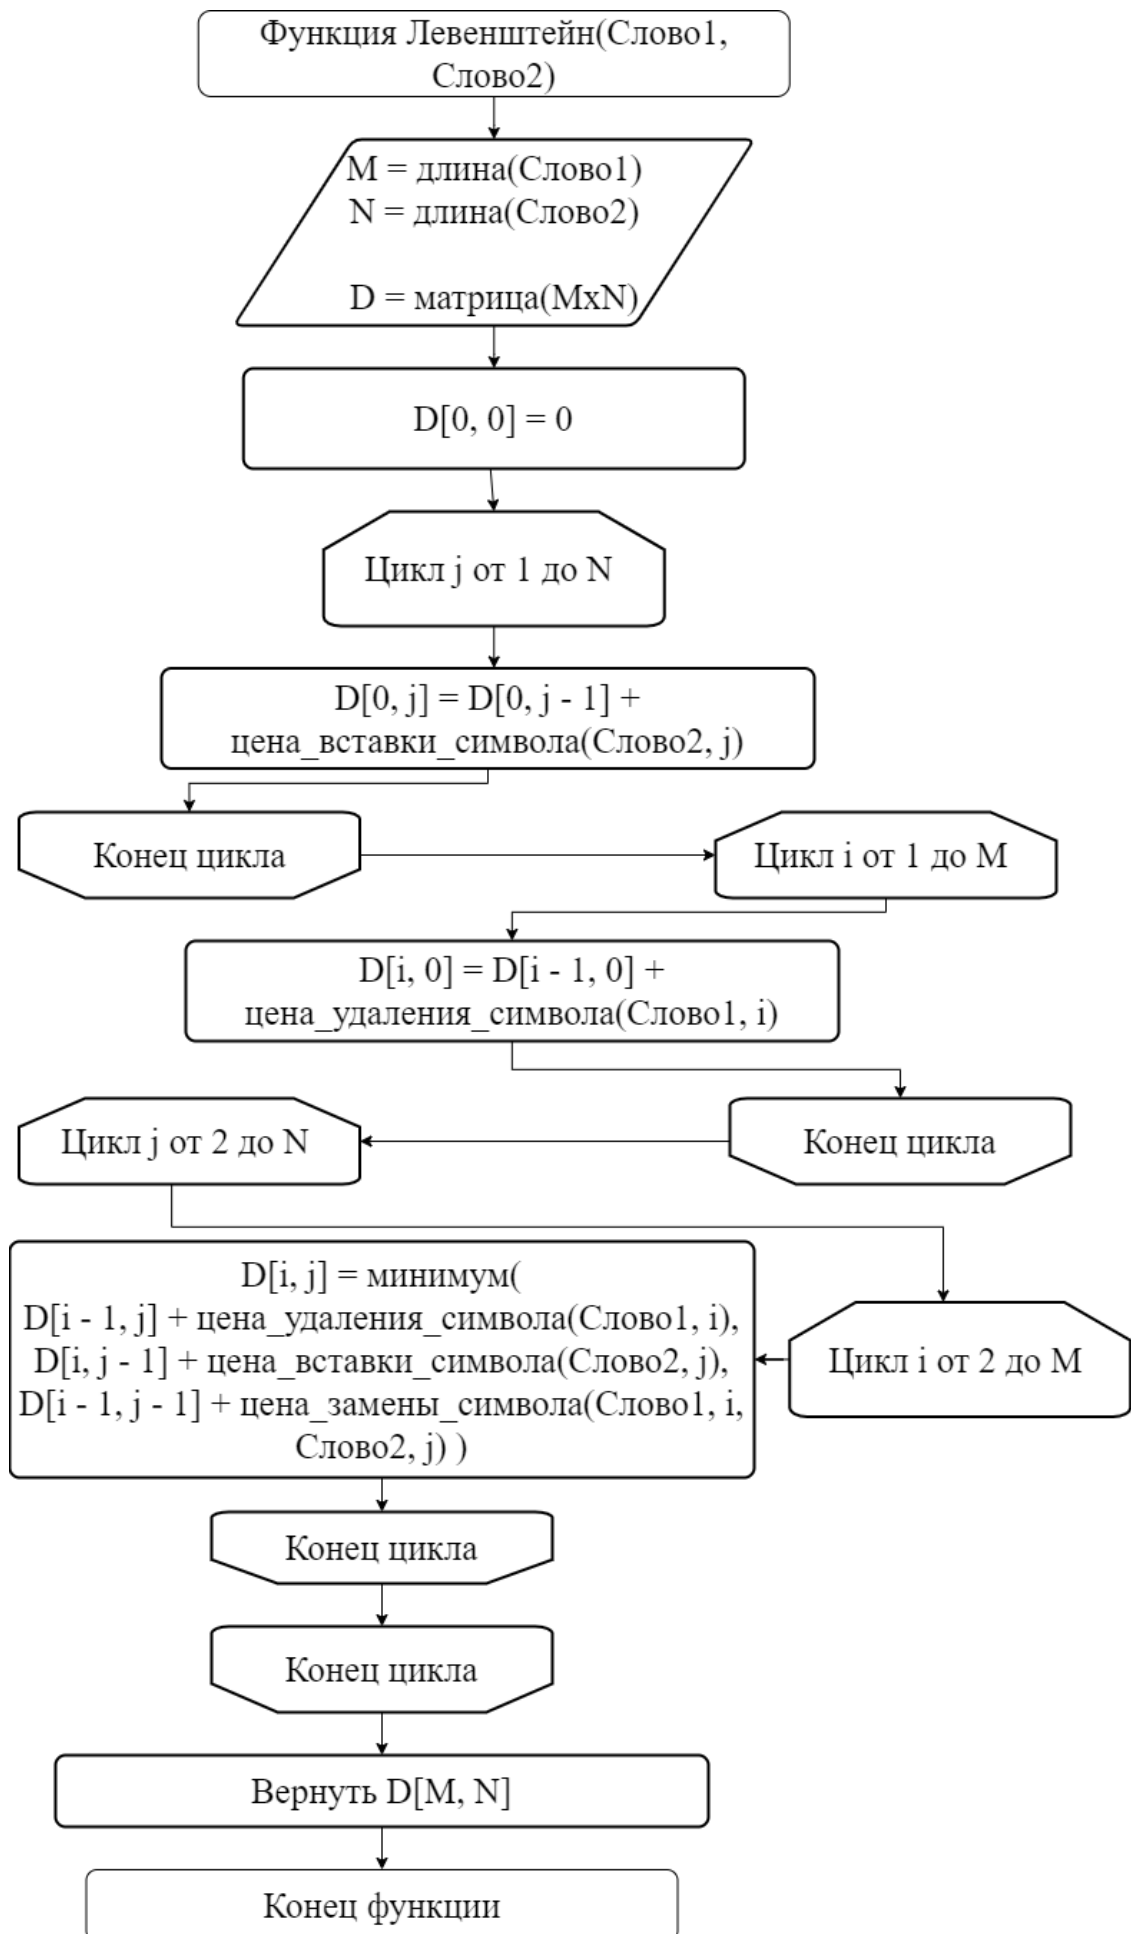 Функция Левенштейн(Слово1,
Слово2)
M = длина(Слово1)
N = длина(Слово2)
D = матрица(MxN)
D[0, 0] = 0
Цикл j от 1 до N
D[0, j] = D[0, j - 1] +
цена_вставки_символа(Слово2, j)
Конец цикла
Цикл i от 1 до M
D[i, 0] = D[i - 1, 0] +
цена_удаления_символа(Слово1, i)
Цикл j от 2 до N
Конец цикла
D[i, j] = минимум(
D[i - 1, j] + цена_удаления_символа(Слово1, i),
D[i, j - 1] + цена_вставки_символа(Слово2, j),
D[i - 1, j - 1] + цена_замены_символа(Слово1, i,
Слово2, j) )
Цикл i от 2 до M
Конец цикла
Конец цикла
Вернуть D[M, N]
Конец функции